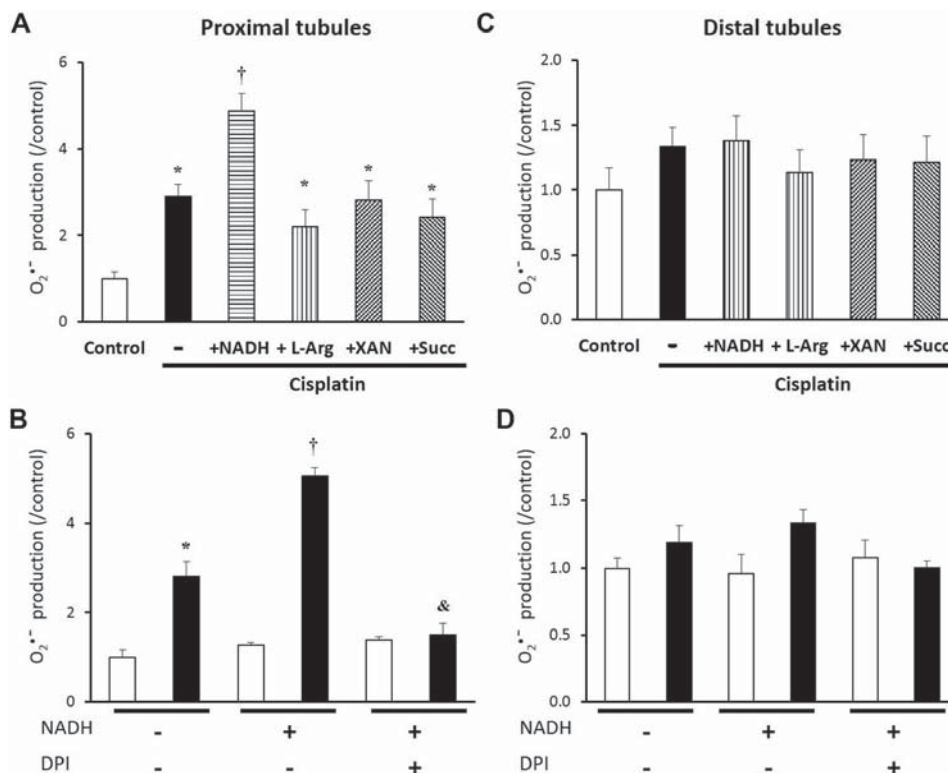 A
Proximal tubules
O₂•− production (/control)
6
4
2
0
*
†
*
*
*
Control
-
+NADH
+ L-Arg
+XAN
+Succ
Cisplatin
C
Distal tubules
O₂•− production (/control)
2.0
1.5
1.0
0.5
0.0
Control
-
+NADH
+ L-Arg
+XAN
+Succ
Cisplatin
B
O₂•− production (/control)
6
4
2
0
*
†
&
NADH - + +
DPI - - +
D
O₂•− production (/control)
2.0
1.5
1.0
0.5
0.0
- + +
- - +